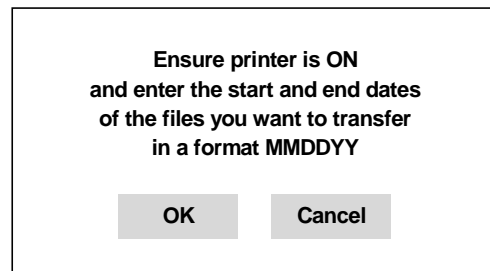 Ensure printer is ON
and enter the start and end dates
of the files you want to transfer
in a format MMDDYY
OK Cancel